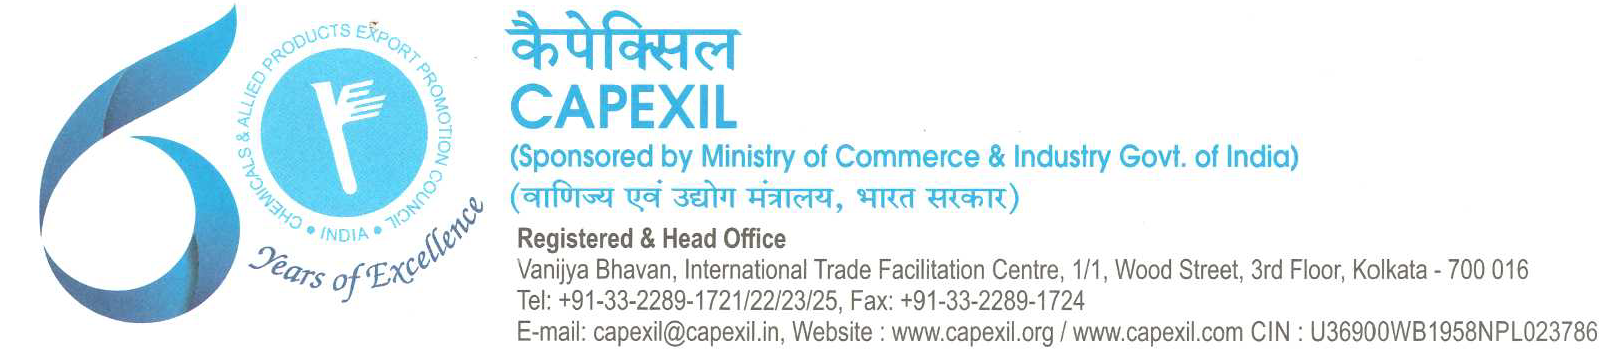 CHEMICALS & ALLIED PRODUCTS EXPORT PROMOTION COUNCIL
• INDIA •
60
Years of Excellence
कैपेक्सिल
CAPEXIL
(Sponsored by Ministry of Commerce & Industry Govt. of India)
(वाणिज्य एवं उद्योग मंत्रालय, भारत सरकार)
Registered & Head Office
Vanijya Bhavan, International Trade Facilitation Centre, 1/1, Wood Street, 3rd Floor, Kolkata - 700 016
Tel: +91-33-2289-1721/22/23/25, Fax: +91-33-2289-1724
E-mail: capexil@capexil.in, Website : www.capexil.org / www.capexil.com CIN : U36900WB1958NPL023786